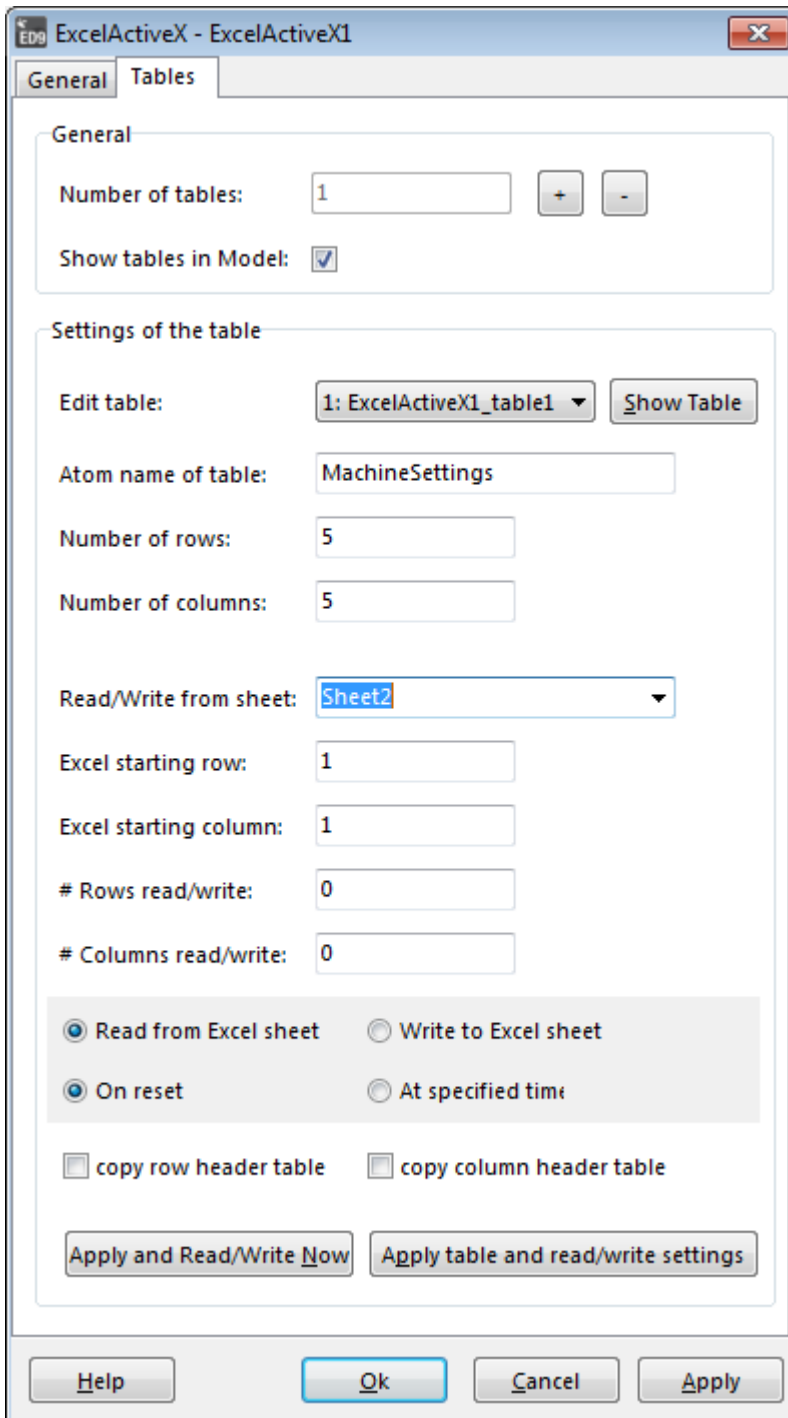 ED9 ExcelActiveX - ExcelActiveX1
General Tables
General
Number of tables: 1 + -
Show tables in Model:
Settings of the table
Edit table: 1: ExcelActiveX1_table1 Show Table
Atom name of table: MachineSettings
Number of rows: 5
Number of columns: 5
Read/Write from sheet: Sheet2
Excel starting row: 1
Excel starting column: 1
# Rows read/write: 0
# Columns read/write: 0
Read from Excel sheet Write to Excel sheet
On reset At specified time
copy row header table copy column header table
Apply and Read/Write Now Apply table and read/write settings
Help Ok Cancel Apply